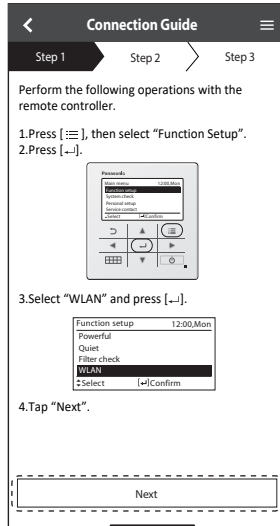 Connection Guide
Step 1
Step 2
Step 3
Perform the following operations with the
remote controller.
1.Press [ ], then select “Function Setup”.
2.Press [↵].
Panasonic
Main menu 12:00,Mon
Function setup
System check
Personal setup
Service contact
Select [↵]Confirm
3.Select “WLAN” and press [↵].
Function setup 12:00,Mon
Powerful
Quiet
Filter check
WLAN
Select [↵]Confirm
4.Tap “Next”.
Next